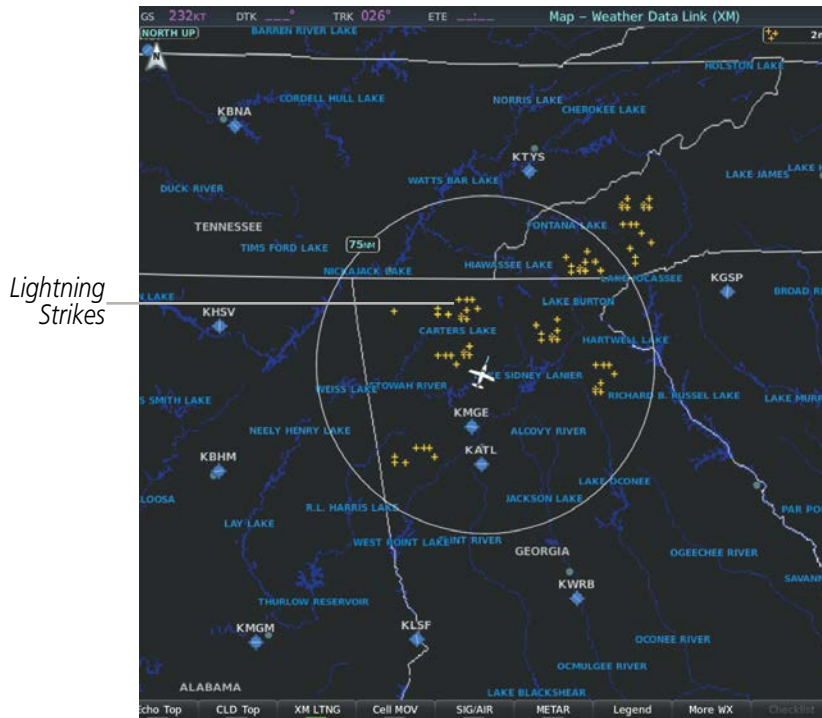 GS 232KT DTK ___° TRK 026° ETE __:__ Map – Weather Data Link (XM)
NORTH UP
N
BARREN RIVER LAKE
HOLSTON LAKE
CORDELL HULL LAKE
NORRIS LAKE
CHEROKEE LAKE
KBNA
KTYS
WATTS BAR LAKE
LAKE JAMES
DUCK RIVER
TENNESSEE
FONTANA LAKE
TIMS FORD LAKE
75NM
HIAWASSEE LAKE
NICKAJACK LAKE
LAKE JOCASSEE
KGSP
Lightning
Strikes
LAKE BURTON
BROAD
KHSV
CARTERS LAKE
HARTWELL LAKE
SIDNEY LANIER
WEISS LAKE
ETOWAH RIVER
RICHARD B. RUSSEL LAKE
SMITH LAKE
LAKE
KMGE
NEELY HENRY LAKE
ALCOVY RIVER
KBHM
KATL
LAKE OCONEE
LOOSA
R.L. HARRIS LAKE
JACKSON LAKE
PAR
LAY LAKE
WEST POINT LAKE
FLINT RIVER
GEORGIA
OGEECHEE RIVER
KWRB
SAVANN
THURLOW RESERVOIR
KMGM
KLSF
OCONEE RIVER
OCMULGEE RIVER
ALABAMA
LAKE BLACKSHEAR
Echo Top CLD Top XM LTNG Cell MOV SIG/AIR METAR Legend More WX Checklist